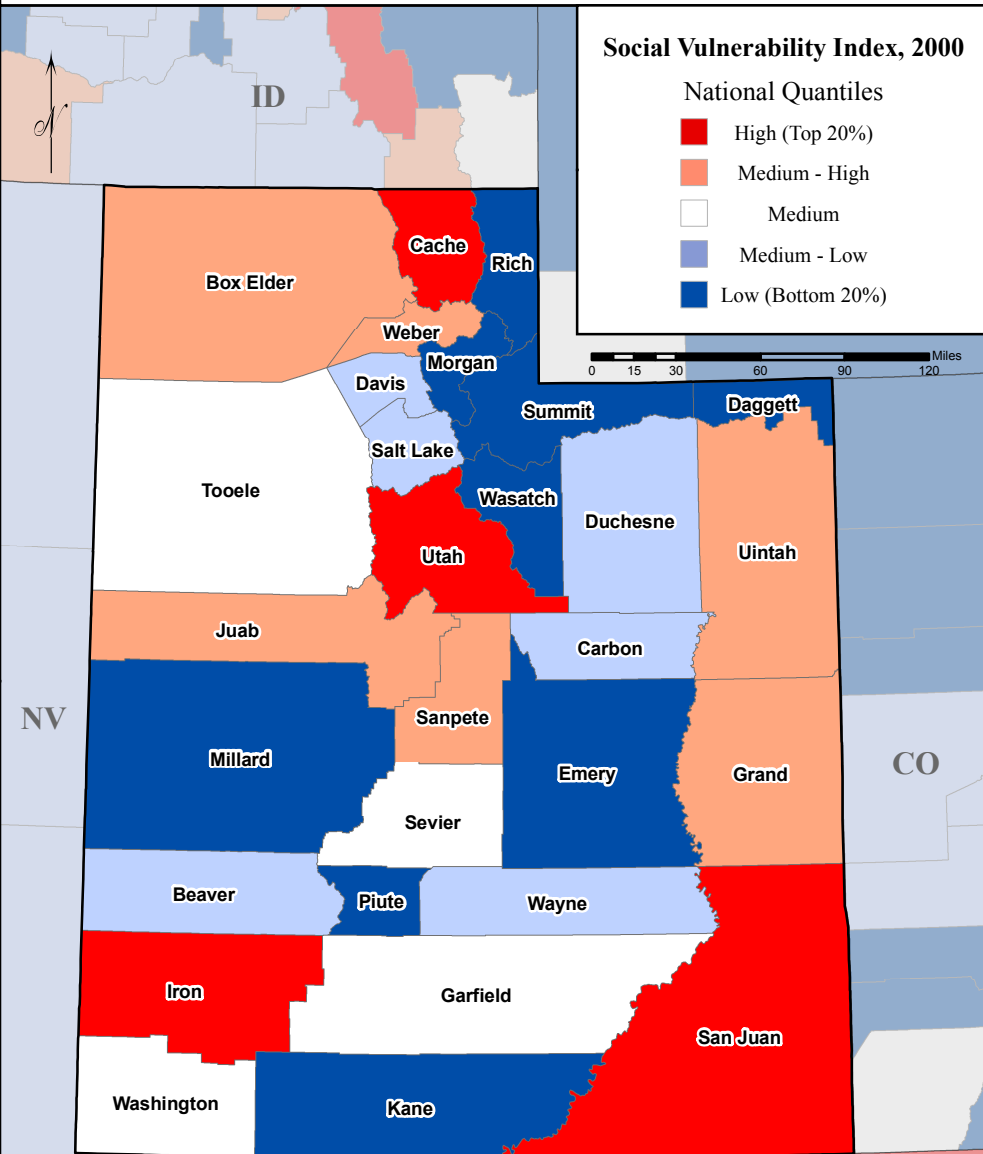 Social Vulnerability Index, 2000
National Quantiles
High (Top 20%)
Medium - High
Medium
Medium - Low
Low (Bottom 20%)
Miles
0 15 30 60 90 120
N
ID
Cache
Rich
Box Elder
Weber
Morgan
Davis
Summit
Daggett
Salt Lake
Tooele
Wasatch
Duchesne
Uintah
Utah
Juab
Carbon
NV
Sanpete
Millard
Emery
Grand
CO
Sevier
Beaver
Piute
Wayne
Iron
Garfield
San Juan
Washington
Kane